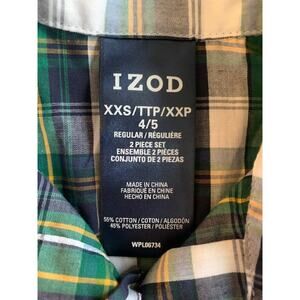 IZOD
XXS/TTP/XXP
4/5
REGULAR/RÉGULIÈRE
2 PIECE SET
ENSEMBLE 2 PIÈCES
CONJUNTO DE 2 PIEZAS
MADE IN CHINA
FABRIQUÉ EN CHINE
HECHO EN CHINA
55% COTTON/COTON/ALGODÓN
45% POLYESTER/POLIÉSTER
WPL06734